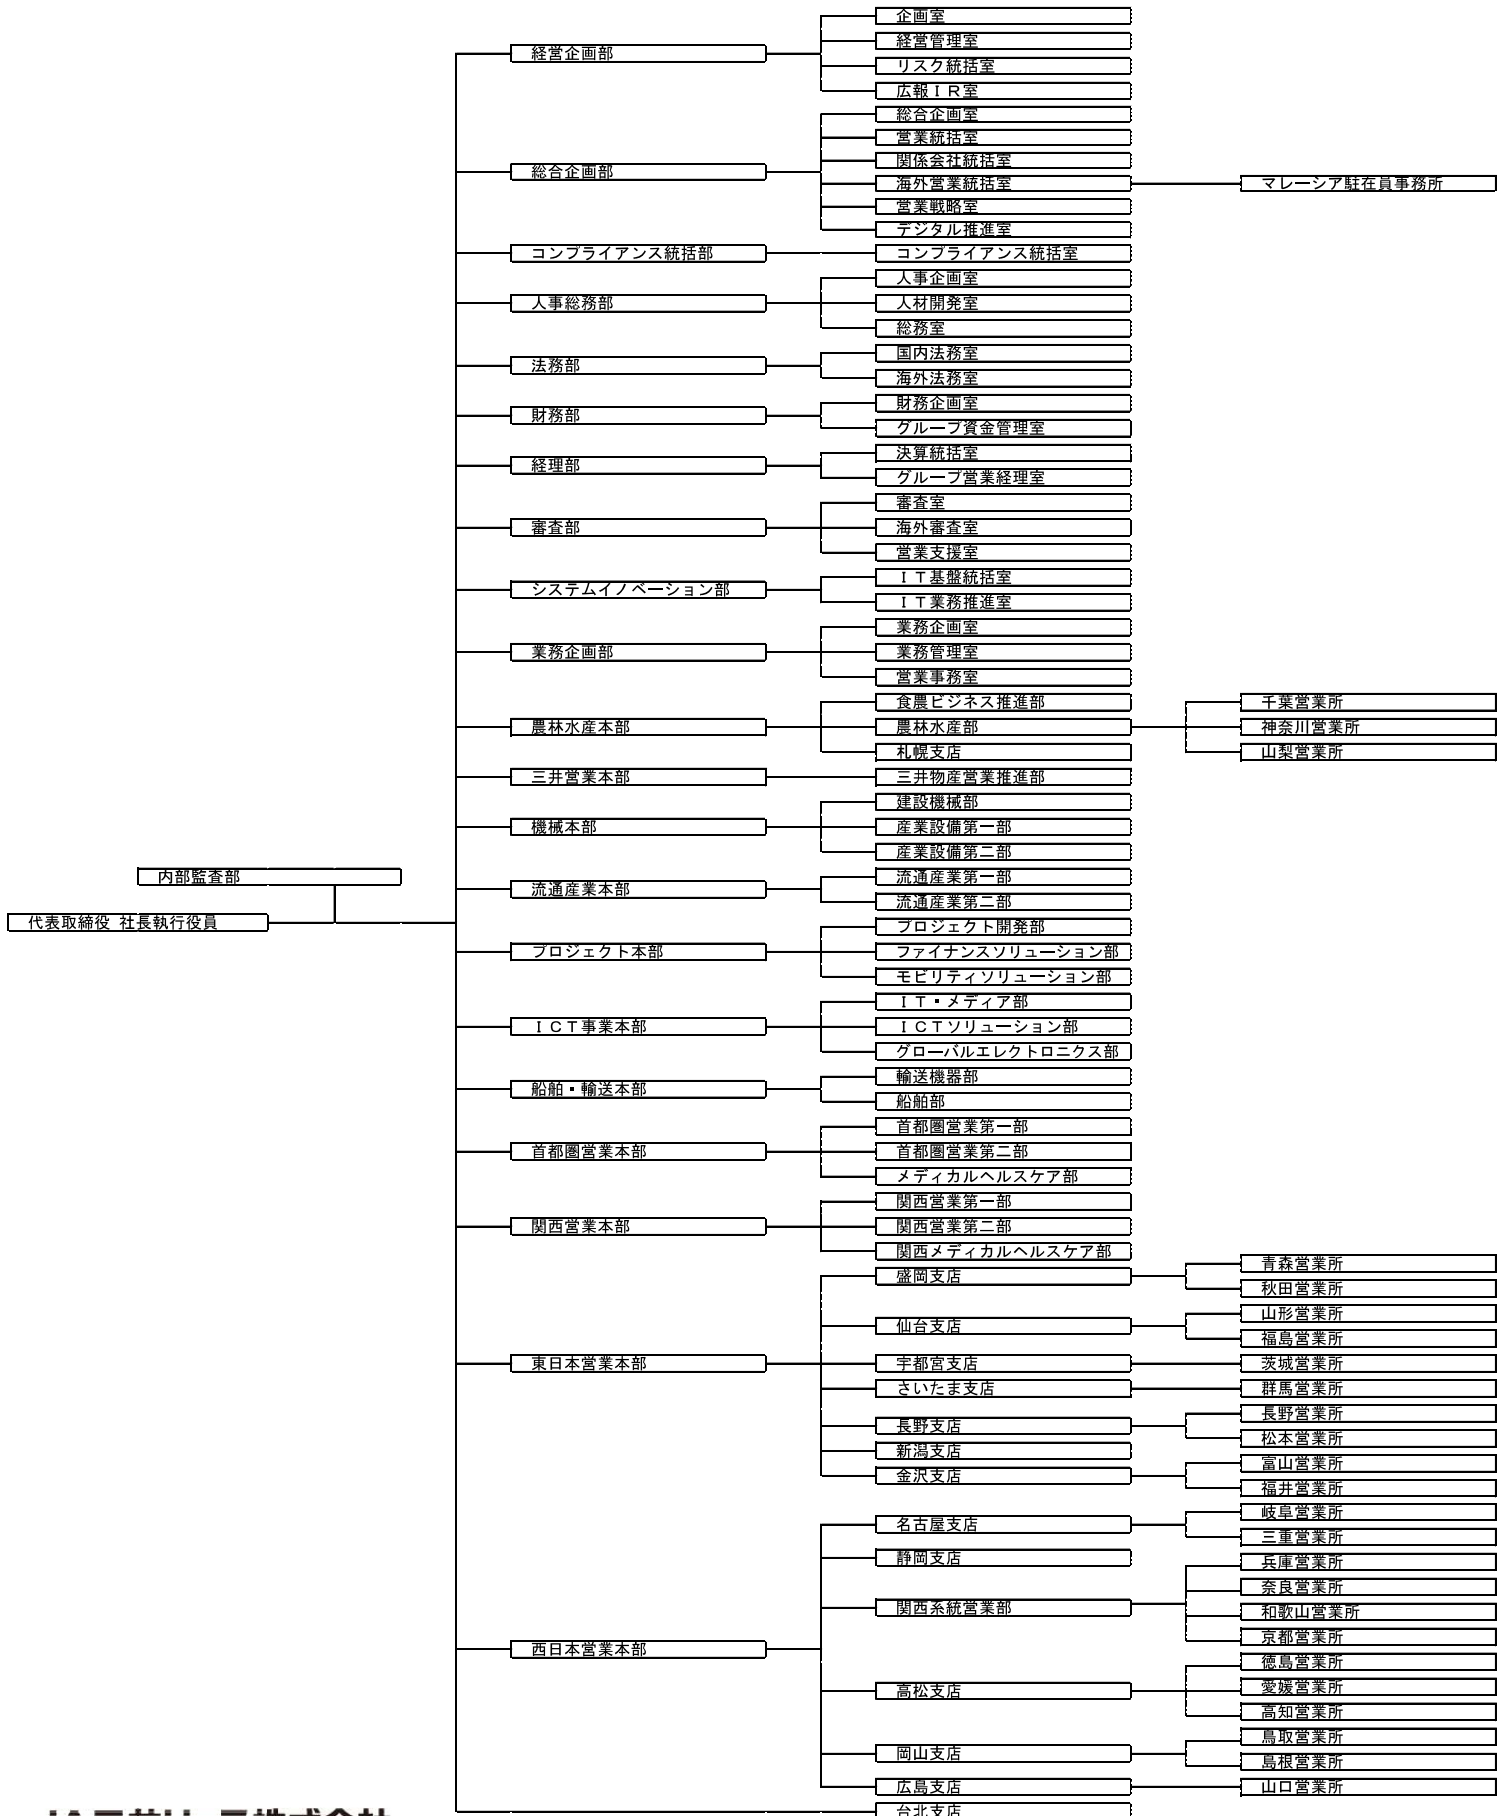 内部監査部
代表取締役 社長執行役員
経営企画部
企画室
経営管理室
リスク統括室
広報ＩＲ室
総合企画部
総合企画室
営業統括室
関係会社統括室
海外営業統括室
マレーシア駐在員事務所
営業戦略室
デジタル推進室
コンプライアンス統括部
コンプライアンス統括室
人事総務部
人事企画室
人材開発室
総務室
法務部
国内法務室
海外法務室
財務部
財務企画室
グループ資金管理室
経理部
決算統括室
グループ営業経理室
審査部
審査室
海外審査室
営業支援室
システムイノベーション部
ＩＴ基盤統括室
ＩＴ業務推進室
業務企画部
業務企画室
業務管理室
営業事務室
農林水産本部
食農ビジネス推進部
農林水産部
千葉営業所
神奈川営業所
山梨営業所
札幌支店
三井営業本部
三井物産営業推進部
機械本部
建設機械部
産業設備第一部
産業設備第二部
流通産業本部
流通産業第一部
流通産業第二部
プロジェクト本部
プロジェクト開発部
ファイナンスソリューション部
モビリティソリューション部
ＩＣＴ事業本部
ＩＴ・メディア部
ＩＣＴソリューション部
グローバルエレクトロニクス部
船舶・輸送本部
輸送機器部
船舶部
首都圏営業本部
首都圏営業第一部
首都圏営業第二部
メディカルヘルスケア部
関西営業本部
関西営業第一部
関西営業第二部
関西メディカルヘルスケア部
東日本営業本部
盛岡支店
青森営業所
秋田営業所
仙台支店
山形営業所
福島営業所
宇都宮支店
茨城営業所
さいたま支店
群馬営業所
長野支店
長野営業所
松本営業所
新潟支店
金沢支店
富山営業所
福井営業所
西日本営業本部
名古屋支店
岐阜営業所
三重営業所
静岡支店
関西系統営業部
兵庫営業所
奈良営業所
和歌山営業所
京都営業所
高松支店
徳島営業所
愛媛営業所
高知営業所
岡山支店
鳥取営業所
島根営業所
広島支店
山口営業所
台北支店